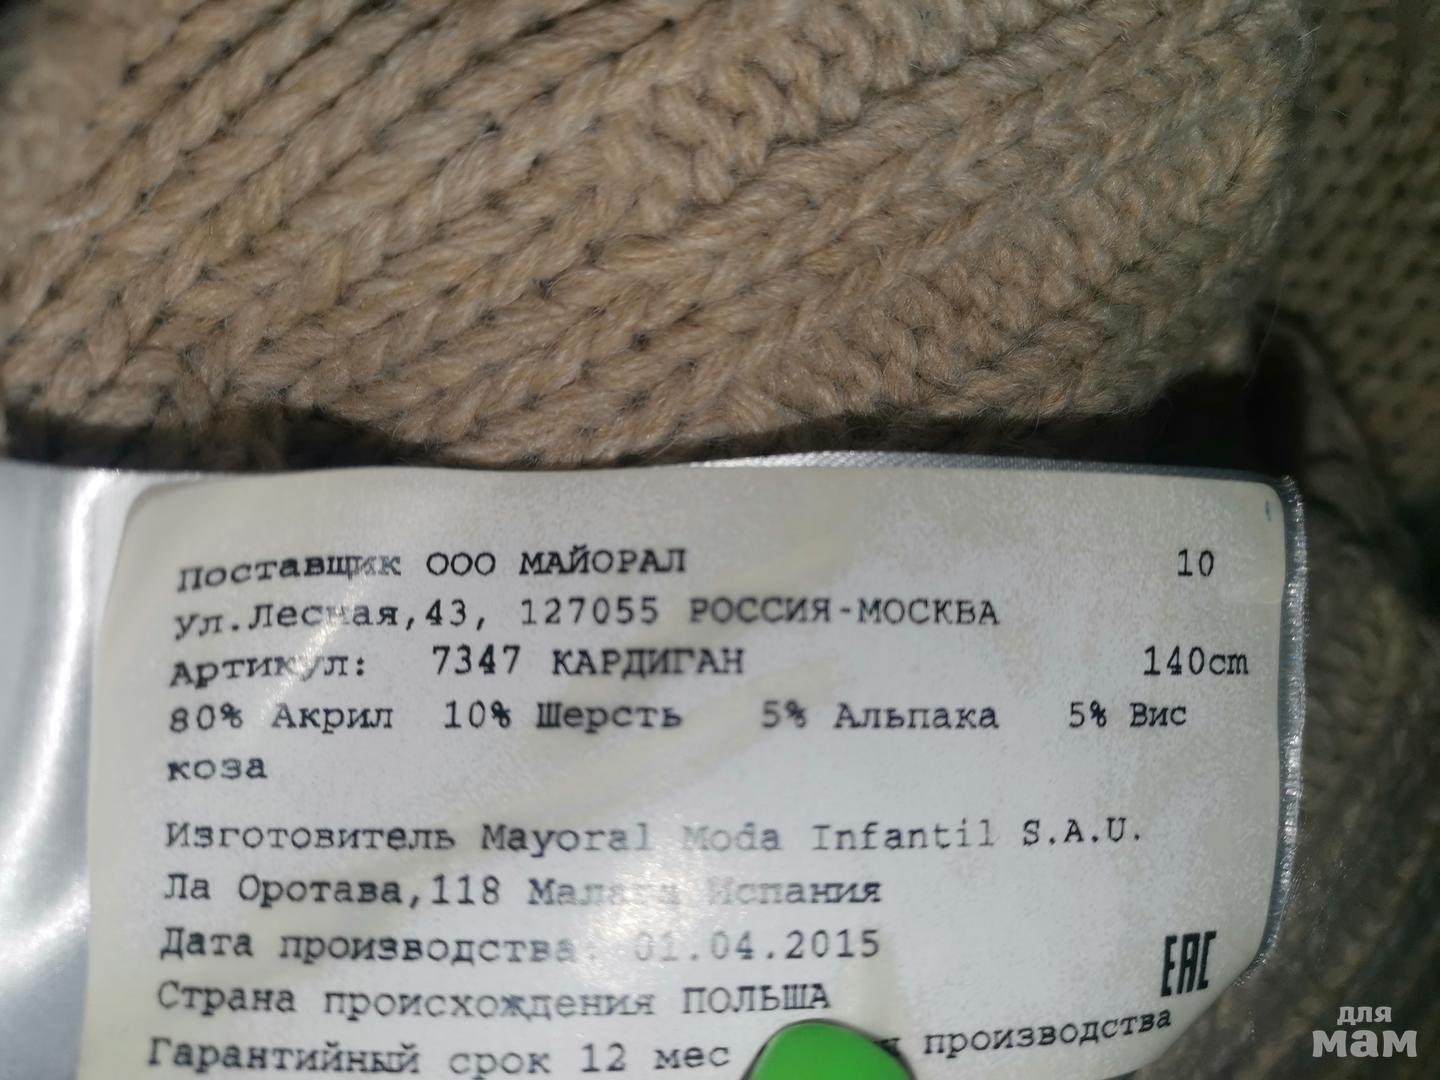 Поставщик ООО МАЙОРАЛ 10
ул.Лесная,43, 127055 РОССИЯ-МОСКВА
Артикул: 7347 КАРДИГАН 140cm
80% Акрил 10% Шерсть 5% Альпака 5% Вис
коза
Изготовитель Mayoral Moda Infantil S.A.U.
Ла Оротава,118 Малага Испания
Дата производства: 01.04.2015
Страна происхождения ПОЛЬША
EAC
Гарантийный срок 12 мес производства
для
мам